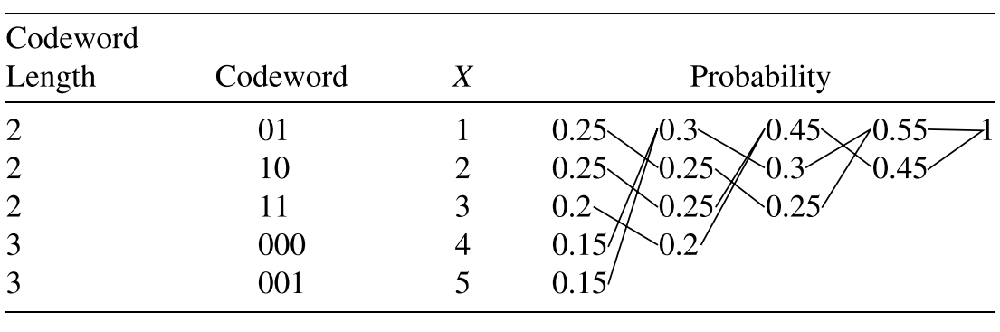 Codeword
Length Codeword X Probability
2 01 1 0.25 0.3 0.45 0.55 1
2 10 2 0.25 0.25 0.3 0.45
2 11 3 0.2 0.25 0.25
3 000 4 0.15 0.2
3 001 5 0.15